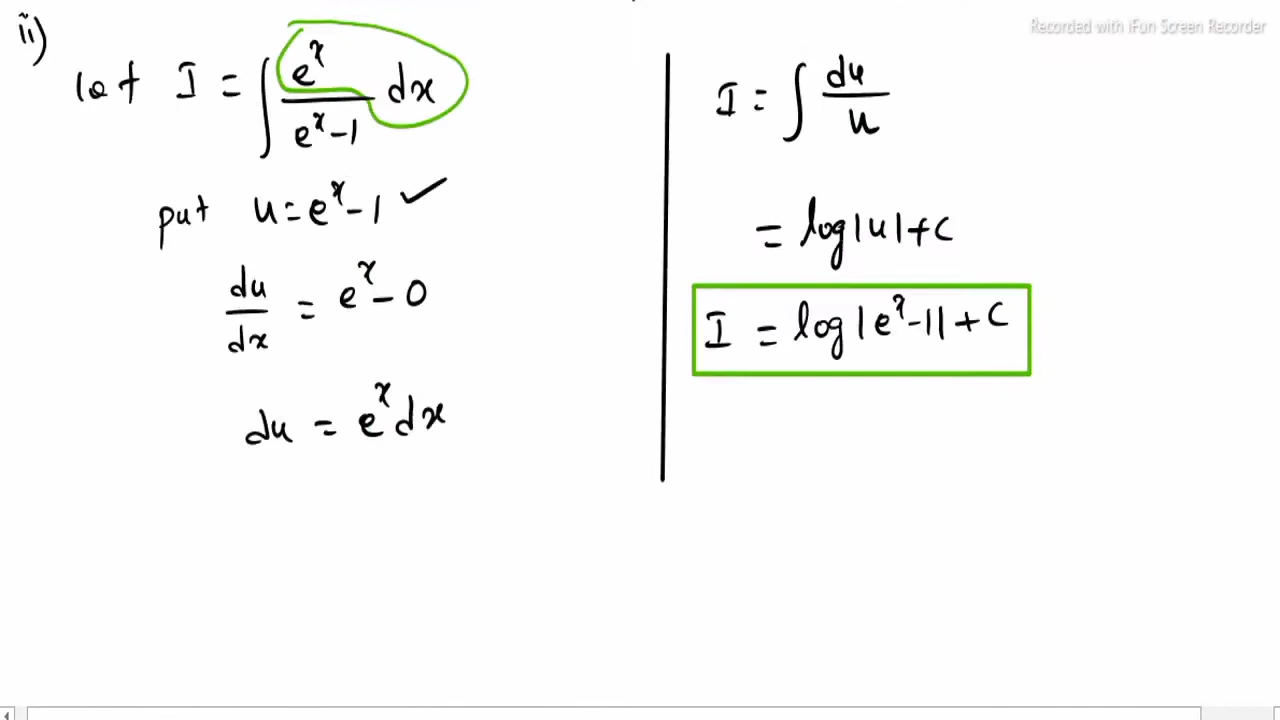 Recorded with iFun Screen Recorder
ii)
let I = ∫ e^x / (e^x - 1) dx
put u = e^x - 1 ✓
du/dx = e^x - 0
du = e^x dx
I = ∫ du/u
= log|u| + c
I = log|e^x - 1| + c